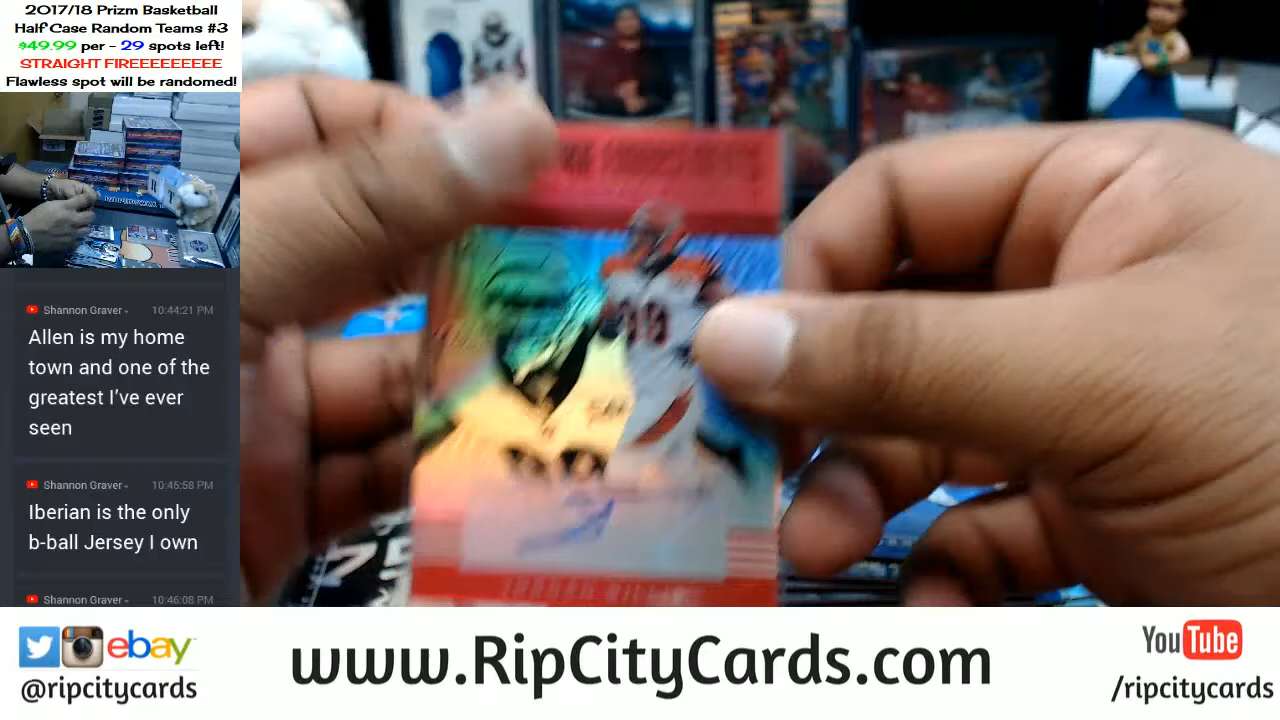 2017/18 Prizm Basketball
Half Case Random Teams #3
$49.99 per - 29 spots left!
STRAIGHT FIREEEEEEEEE
Flawless spot will be randomed!
Shannon Graver
10:44:21 PM
Allen is my home
town and one of the
greatest I've ever
seen
Shannon Graver
10:45:58 PM
Iberian is the only
b-ball Jersey I own
Shannon Graver
10:46:08 PM
ebay
@ripcitycards
www.RipCityCards.com
YouTube
/ripcitycards